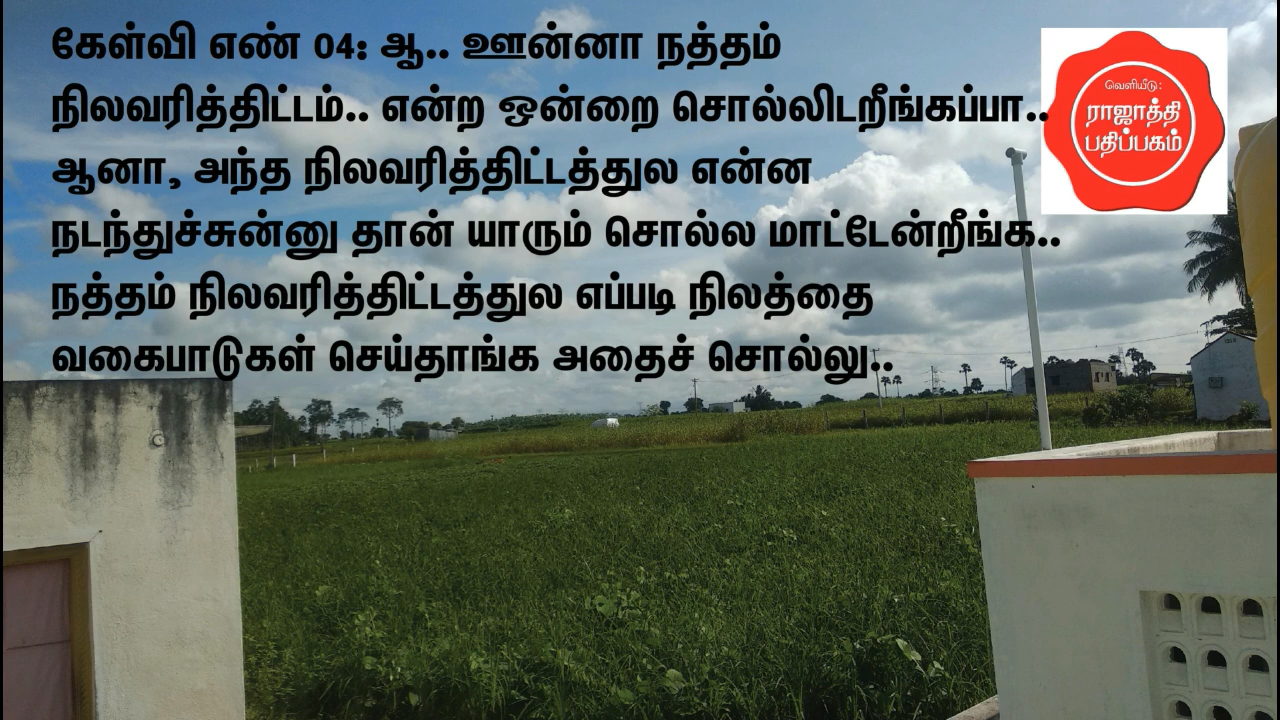 கேள்வி எண் 04: ஆ.. ஊன்னா நத்தம்
நிலவரித்திட்டம்.. என்ற ஒன்றை சொல்லிடறீங்கப்பா..
ஆனா, அந்த நிலவரித்திட்டத்துல என்ன
நடந்துச்சுன்னு தான் யாரும் சொல்ல மாட்டேன்றீங்க..
நத்தம் நிலவரித்திட்டத்துல எப்படி நிலத்தை
வகைபாடுகள் செய்தாங்க அதைச் சொல்லு..
வெளியீடு:
ராஜாத்தி
பதிப்பகம்